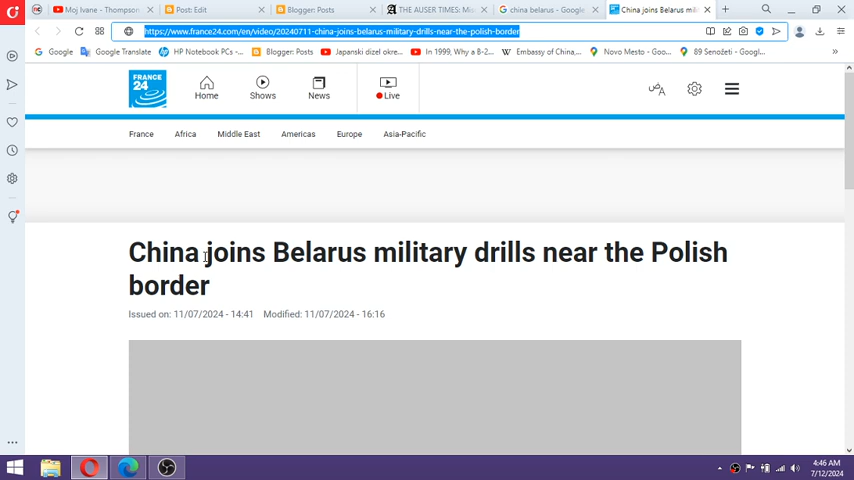 Moj Ivane - Thompson
Post: Edit
Blogger: Posts
THE AUSER TIMES: Mi
china belarus - Google
China joins Belarus mili
https://www.france24.com/en/video/20240711-china-joins-belarus-military-drills-near-the-polish-border
Google
Google Translate
HP Notebook PCs -...
Blogger: Posts
Japanski dizel okre...
In 1999, Why a B-2...
Embassy of China,...
Novo Mesto - Goo...
89 Senožeti - Googl...
FRANCE
24
Home
Shows
News
Live
France
Africa
Middle East
Americas
Europe
Asia-Pacific
China joins Belarus military drills near the Polish
border
Issued on: 11/07/2024 - 14:41
Modified: 11/07/2024 - 16:16
4:46 AM
7/12/2024